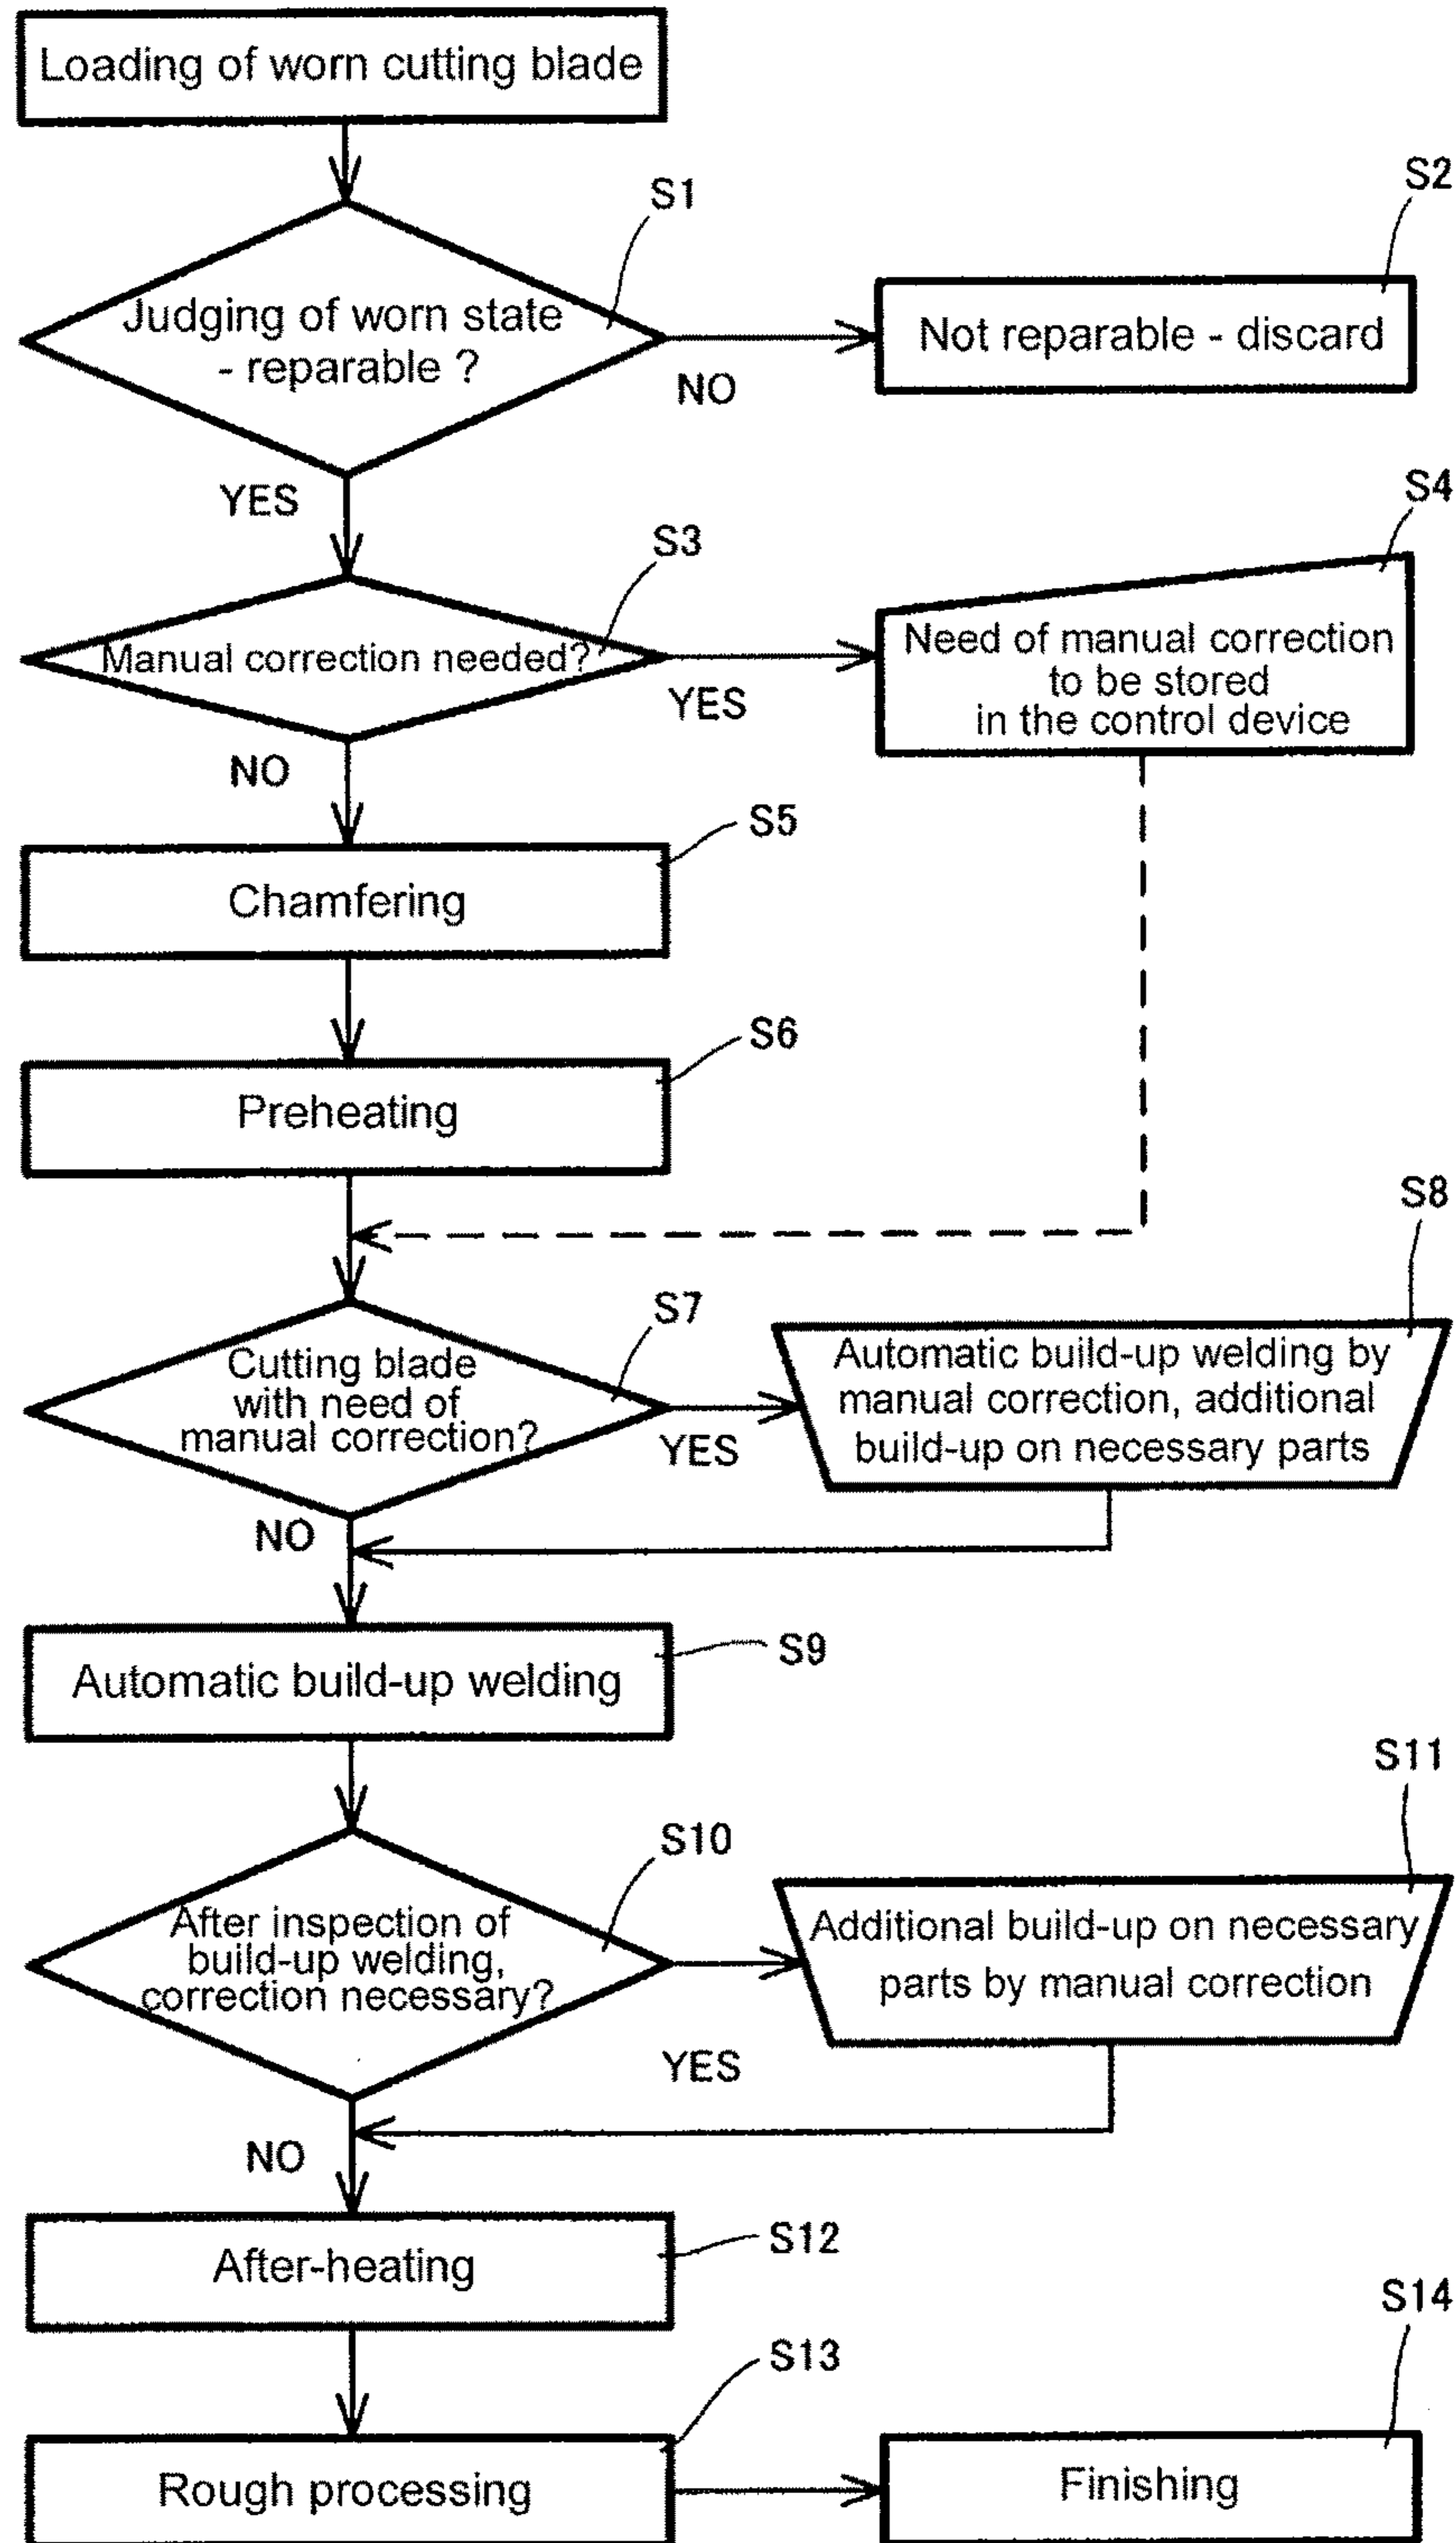 Loading of worn cutting blade
S1
S2
Judging of worn state
- reparable ?
Not reparable - discard
NO
YES
S3
S4
Manual correction needed?
YES
Need of manual correction
to be stored
in the control device
NO
S5
Chamfering
S6
Preheating
S7
S8
Cutting blade
with need of
manual correction?
YES
Automatic build-up welding by
manual correction, additional
build-up on necessary parts
NO
S9
Automatic build-up welding
S10
S11
After inspection of
build-up welding,
correction necessary?
YES
Additional build-up on necessary
parts by manual correction
NO
S12
After-heating
S13
S14
Rough processing
Finishing